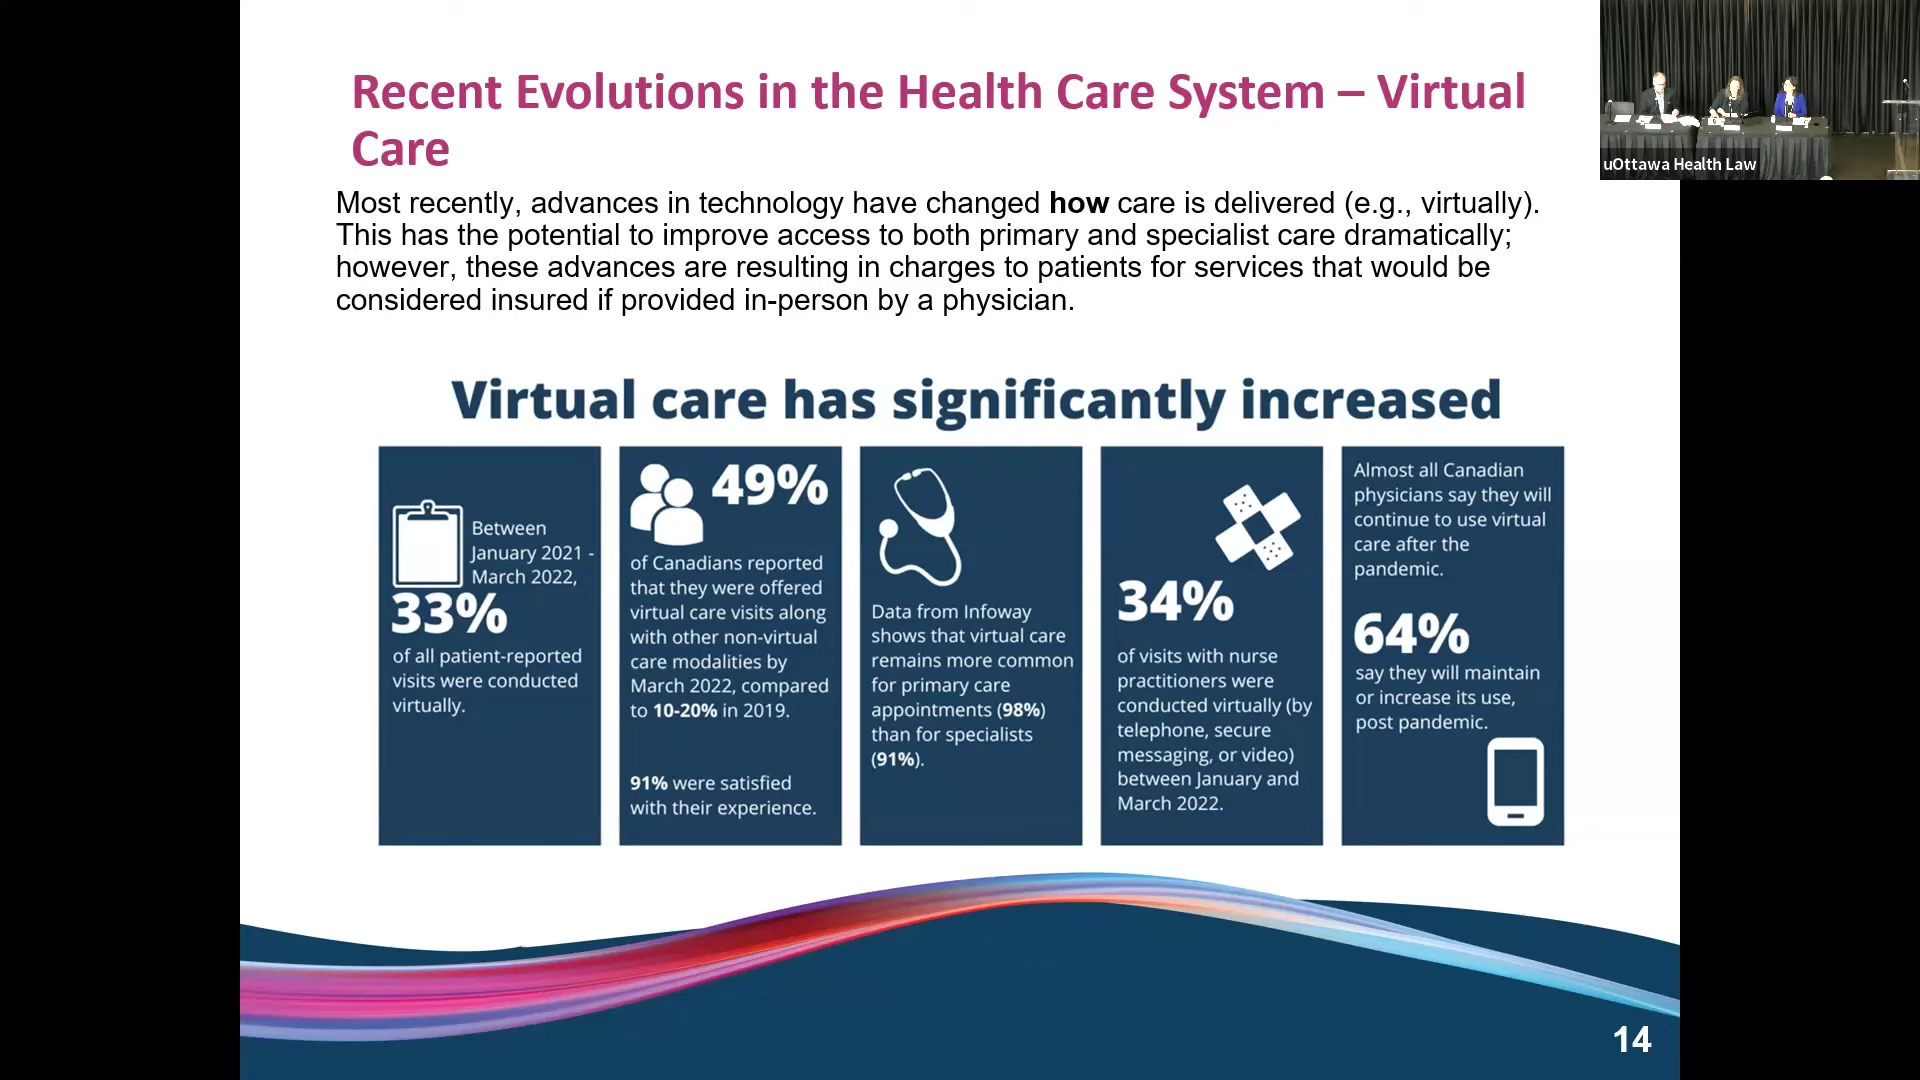 Recent Evolutions in the Health Care System – Virtual
Care
Most recently, advances in technology have changed how care is delivered (e.g., virtually).
This has the potential to improve access to both primary and specialist care dramatically;
however, these advances are resulting in charges to patients for services that would be
considered insured if provided in-person by a physician.
uOttawa Health Law
Virtual care has significantly increased
Between
January 2021 -
March 2022,
33%
of all patient-reported
visits were conducted
virtually.
49%
of Canadians reported
that they were offered
virtual care visits along
with other non-virtual
care modalities by
March 2022, compared
to 10-20% in 2019.
91% were satisfied
with their experience.
Data from Infoway
shows that virtual care
remains more common
for primary care
appointments (98%)
than for specialists
(91%).
34%
of visits with nurse
practitioners were
conducted virtually (by
telephone, secure
messaging, or video)
between January and
March 2022.
Almost all Canadian
physicians say they will
continue to use virtual
care after the
pandemic.
64%
say they will maintain
or increase its use,
post pandemic.
14